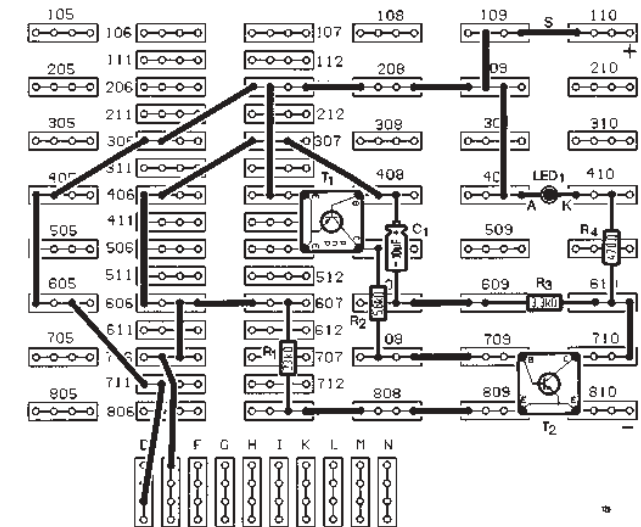 105 106 107 108 109 S 110
111 112 +
205 206 208 210
211 212
305 307 308 310
311 T1 LED1
406 408 410
A K
411 C1
505 506 509 R4
10µF
511 512
605 606 607 609 R3
R2 3,3kΩ
611 612
705 R1 707 709 710
711 712
805 806 808 809 810
T2 -
F G H I K L M N